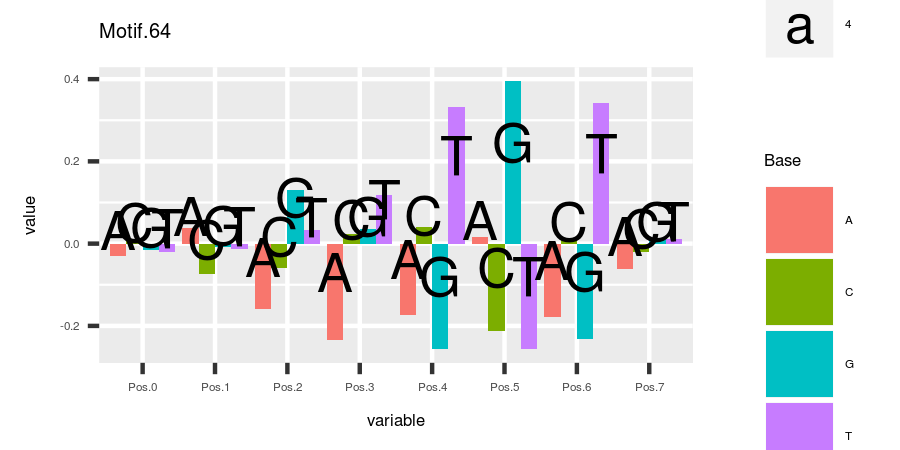 Motif.64
a 4
0.4
0.2
0.0
-0.2
value
A C G T A C G T A C G T A C G T A C G T A C G T A C G T A C G T
Pos.0 Pos.1 Pos.2 Pos.3 Pos.4 Pos.5 Pos.6 Pos.7
variable
Base
A
C
G
T